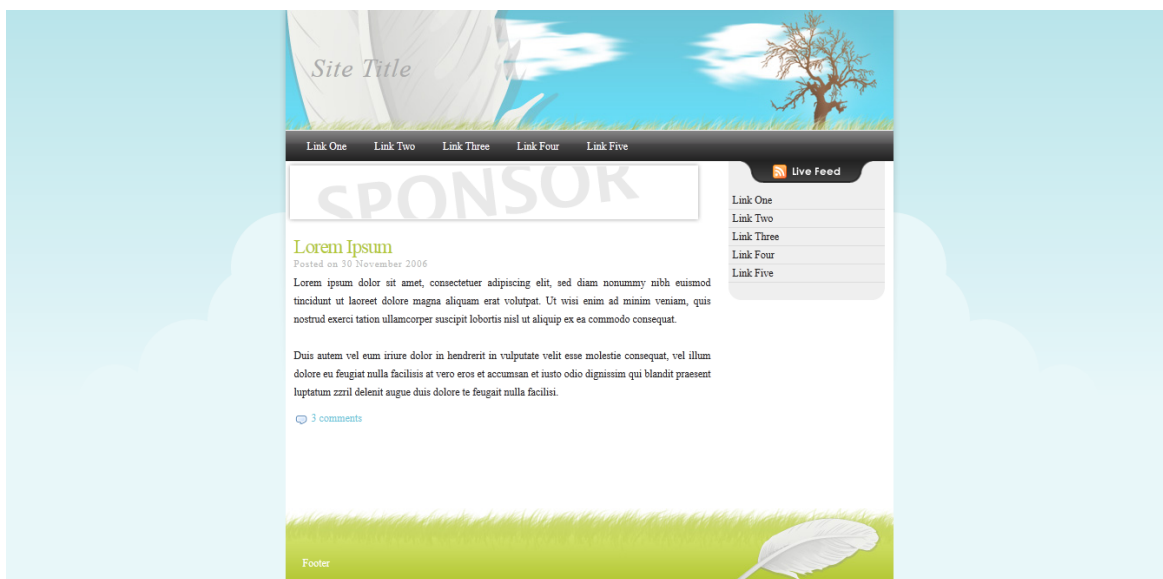 Site Title
Link One Link Two Link Three Link Four Link Five
SPONSOR
Lorem Ipsum
Posted on 30 November 2006
Lorem ipsum dolor sit amet, consectetuer adipiscing elit, sed diam nonummy nibh euismod
tincidunt ut laoreet dolore magna aliquam erat volutpat. Ut wisi enim ad minim veniam, quis
nostrud exerci tation ullamcorper suscipit lobortis nisl ut aliquip ex ea commodo consequat.
Duis autem vel eum iriure dolor in hendrerit in vulputate velit esse molestie consequat, vel illum
dolore eu feugiat nulla facilisis at vero eros et accumsan et iusto odio dignissim qui blandit praesent
luptatum zzril delenit augue duis dolore te feugait nulla facilisi.
3 comments
Live Feed
Link One
Link Two
Link Three
Link Four
Link Five
Footer